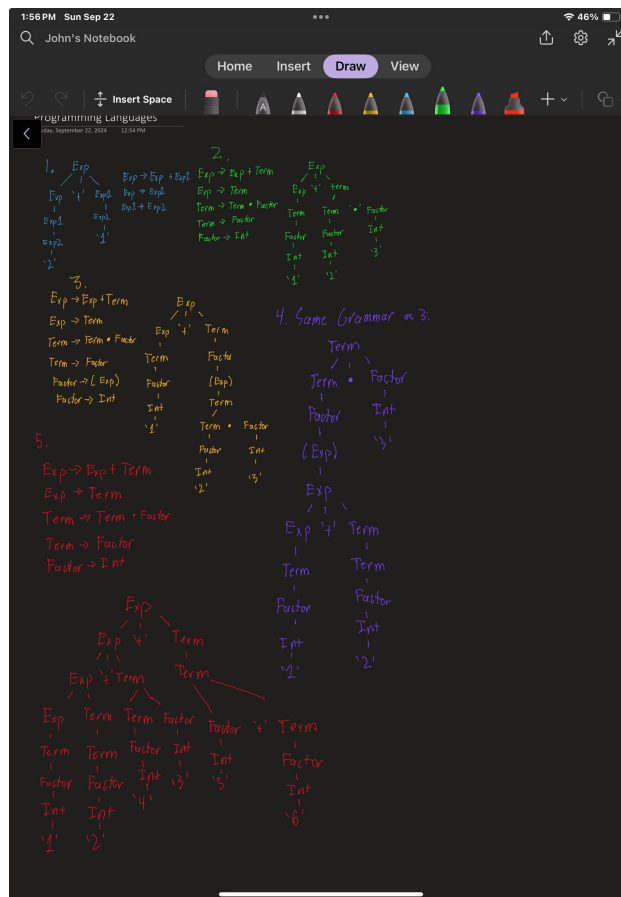 1:56 PM Sun Sep 22
46%
John's Notebook
Home Insert Draw View
Insert Space
A
Programming Languages
day, September 22, 2024 12:54 PM
1.
Exp
Exp '+' Exp1
Exp1 Exp2
Exp2 '1'
'2'
Exp → Exp + Exp1
Exp → Exp1
Exp1 → Exp2
2.
Exp → Exp + Term
Exp → Term
Term → Term • Factor
Term → Factor
Factor → Int
Exp
Exp '+' term
Term Term '•' Factor
Factor Factor Int
Int Int '3'
'1' '2'
3.
Exp → Exp + Term
Exp → Term
Term → Term • Factor
Term → Factor
Factor → ( Exp )
Factor → Int
Exp
Exp '+' Term
Term Factor
Factor (Exp)
Int Term
'1' Term • Factor
Factor Int
Int '3'
'2'
4. Same Grammar as 3.
Term
Term • Factor
Factor Int
(Exp) '3'
Exp
Exp '+' Term
Term Term
Factor Factor
Int Int
'1' '2'
5.
Exp → Exp + Term
Exp → Term
Term → Term • Factor
Term → Factor
Factor → Int
Exp
Exp '+' Term
Exp '+' Term Term
Exp Term Term Factor Factor '+' Term
Term Term Factor Int Int Factor
Factor Factor Int '3' '5' Int
Int Int '4' '6'
'1' '2'